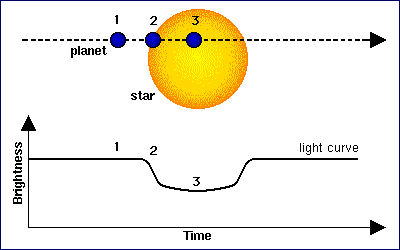 1 2 3
planet
star
1 2
light curve
3
Brightness
Time